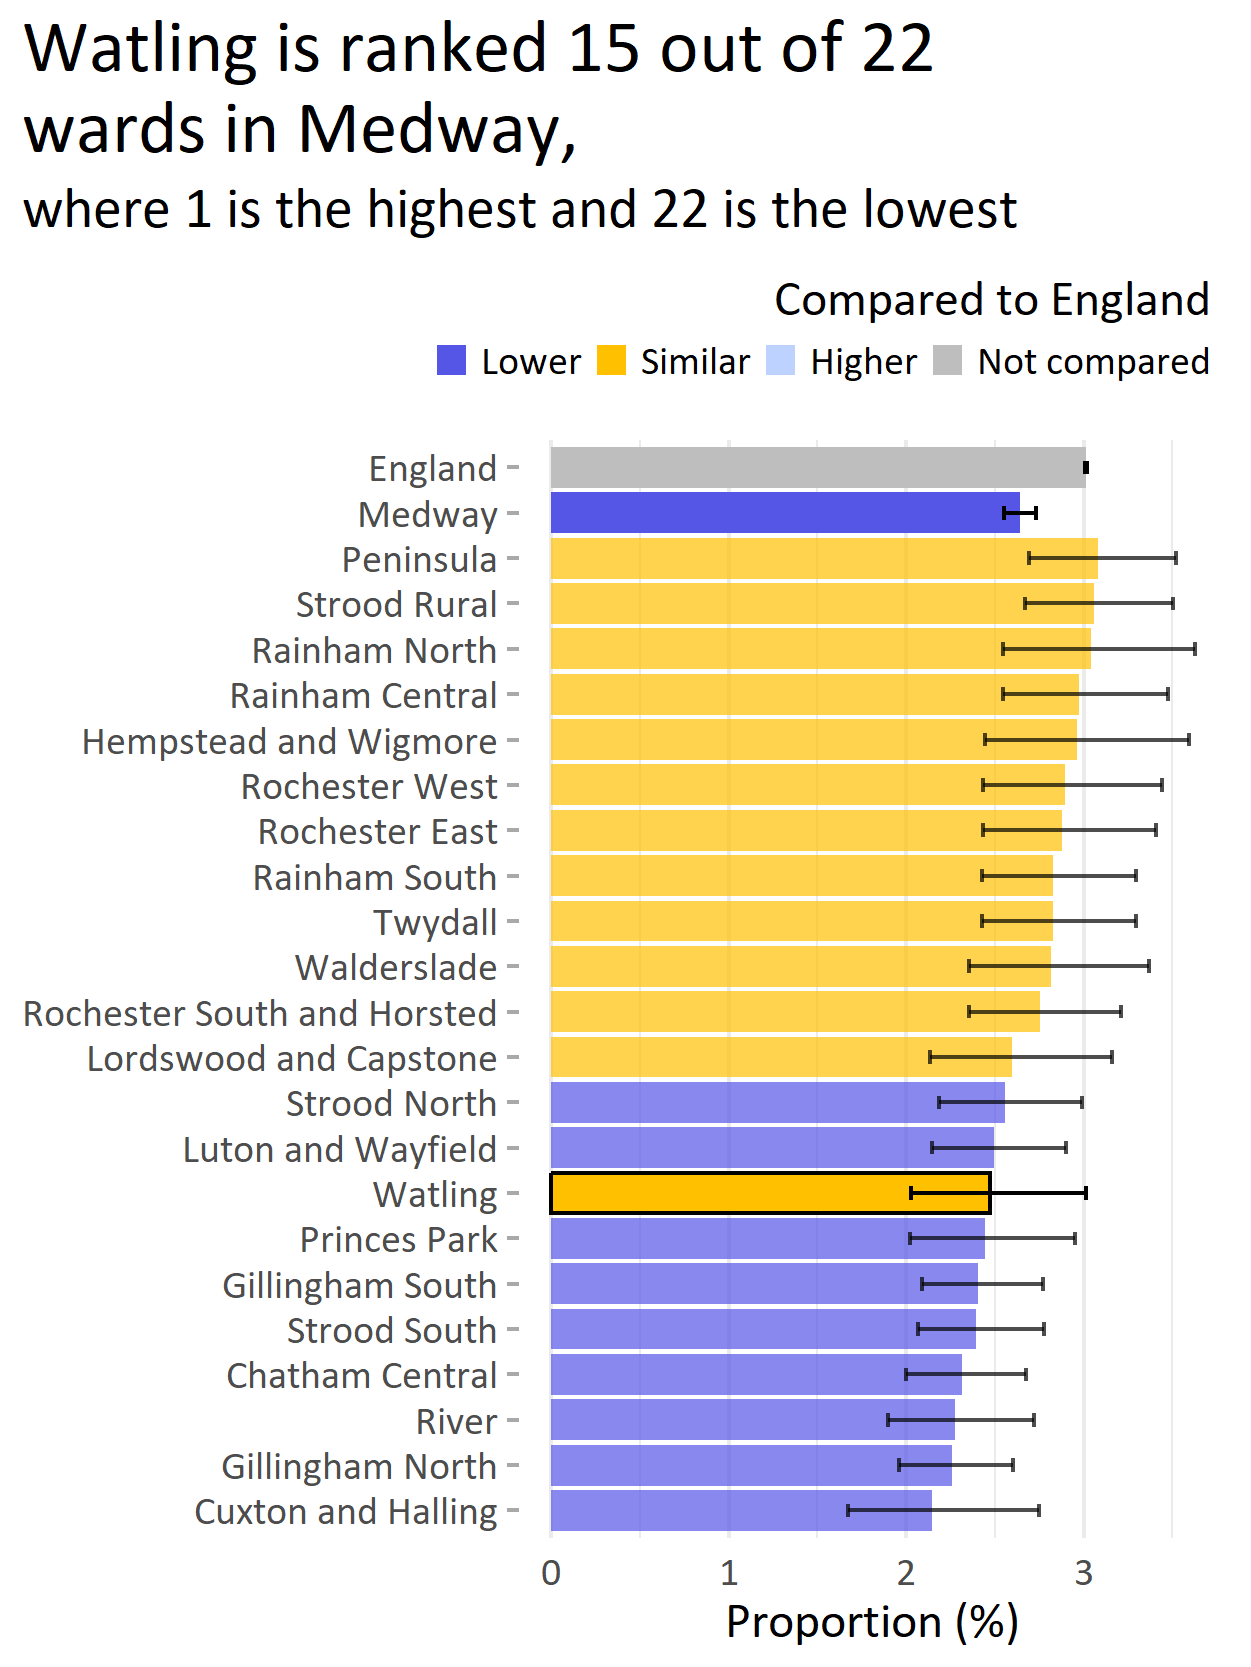 Watling is ranked 15 out of 22
wards in Medway,
where 1 is the highest and 22 is the lowest
Compared to England
Lower Similar Higher Not compared
England
Medway
Peninsula
Strood Rural
Rainham North
Rainham Central
Hempstead and Wigmore
Rochester West
Rochester East
Rainham South
Twydall
Walderslade
Rochester South and Horsted
Lordswood and Capstone
Strood North
Luton and Wayfield
Watling
Princes Park
Gillingham South
Strood South
Chatham Central
River
Gillingham North
Cuxton and Halling
0 1 2 3
Proportion (%)